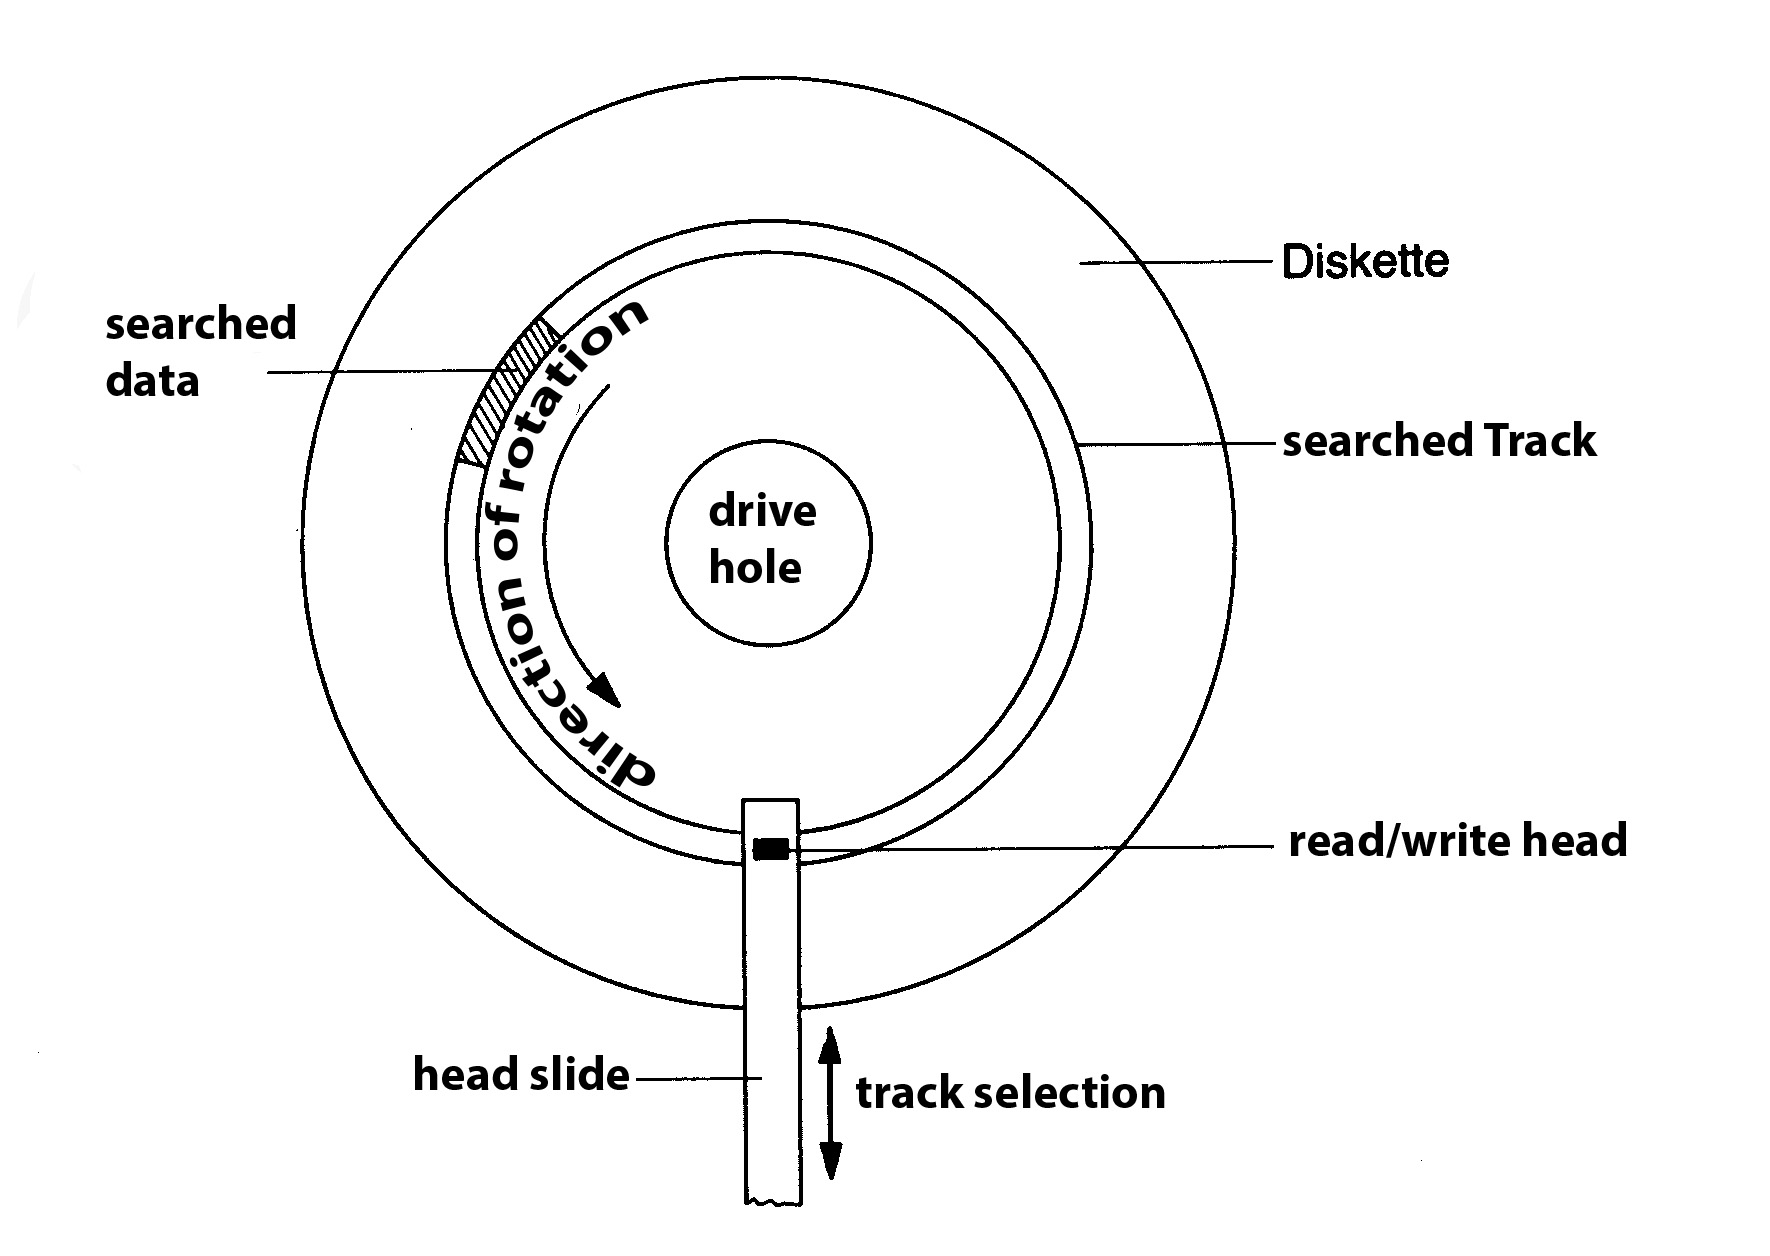 Diskette
searched
data
direction of rotation
searched Track
drive
hole
read/write head
head slide
track selection